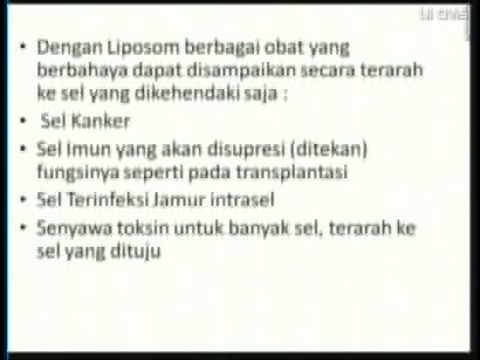 • Dengan Liposom berbagai obat yang
berbahaya dapat disampaikan secara terarah
ke sel yang dikehendaki saja :
• Sel Kanker
• Sel Imun yang akan disupresi (ditekan)
fungsinya seperti pada transplantasi
• Sel Terinfeksi Jamur intrasel
• Senyawa toksin untuk banyak sel, terarah ke
sel yang dituju